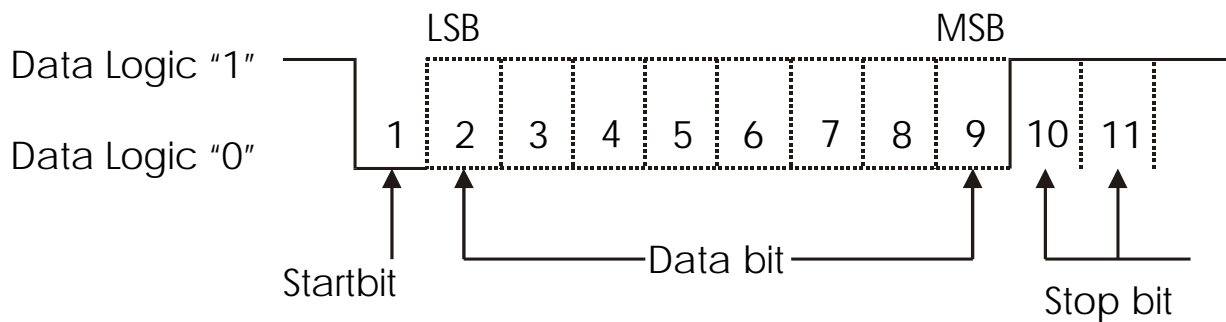 LSB MSB
Data Logic "1"
1 2 3 4 5 6 7 8 9 10 11
Data Logic "0"
Data bit
Startbit
Stop bit